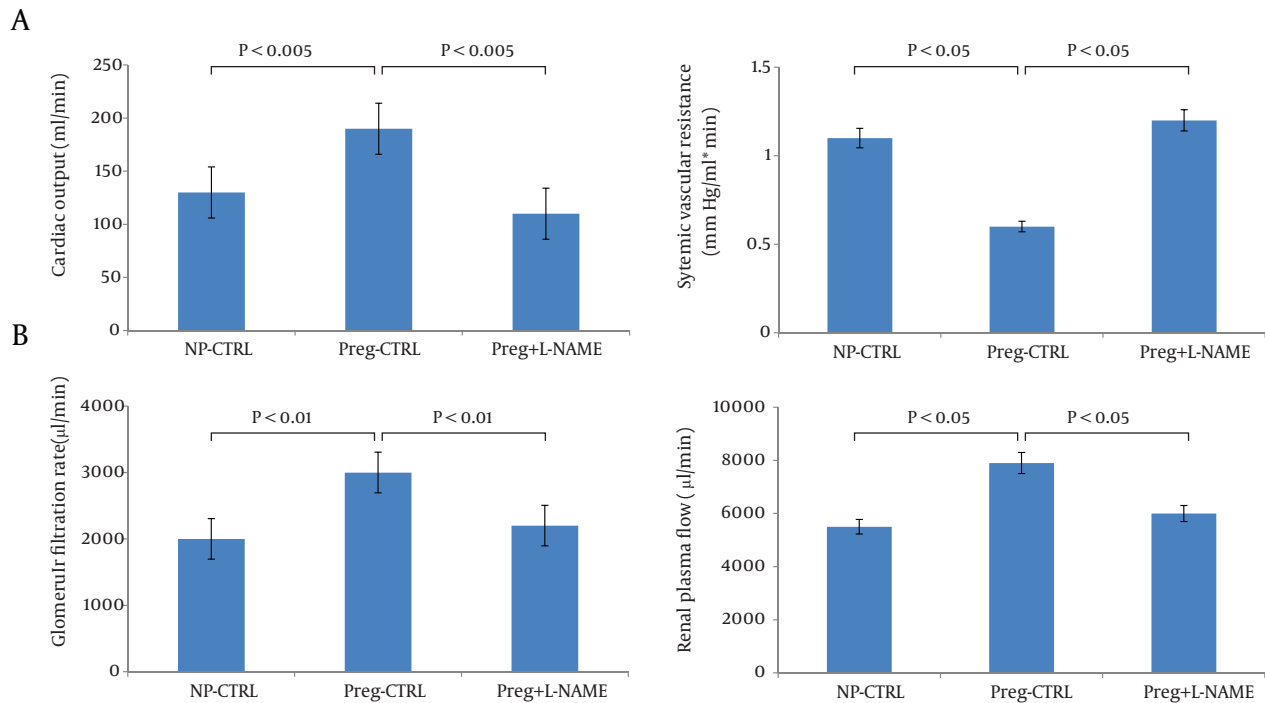 A
P < 0.005
P < 0.005
Cardiac output (ml/min)
250
200
150
100
50
0
NP-CTRL
Preg-CTRL
Preg+L-NAME
P < 0.05
P < 0.05
Sytemic vascular resistance
(mm Hg/ml* min)
1.5
1
0.5
0
NP-CTRL
Preg-CTRL
Preg+L-NAME
B
P < 0.01
P < 0.01
Glomerulr filtration rate(µl/min)
4000
3000
2000
1000
0
NP-CTRL
Preg-CTRL
Preg+L-NAME
P < 0.05
P < 0.05
Renal plasma flow ( µl/min)
10000
8000
6000
4000
2000
0
NP-CTRL
Preg-CTRL
Preg+L-NAME